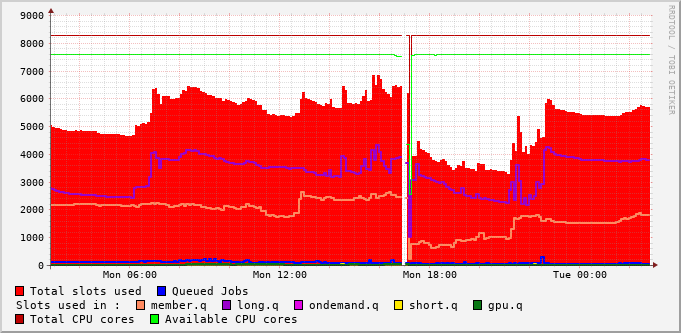 9000
8000
7000
6000
5000
4000
3000
2000
1000
0
Mon 06:00 Mon 12:00 Mon 18:00 Tue 00:00
RRDTOOL / TOBI OETIKER
Total slots used Queued Jobs
Slots used in : member.q long.q ondemand.q short.q gpu.q
Total CPU cores Available CPU cores